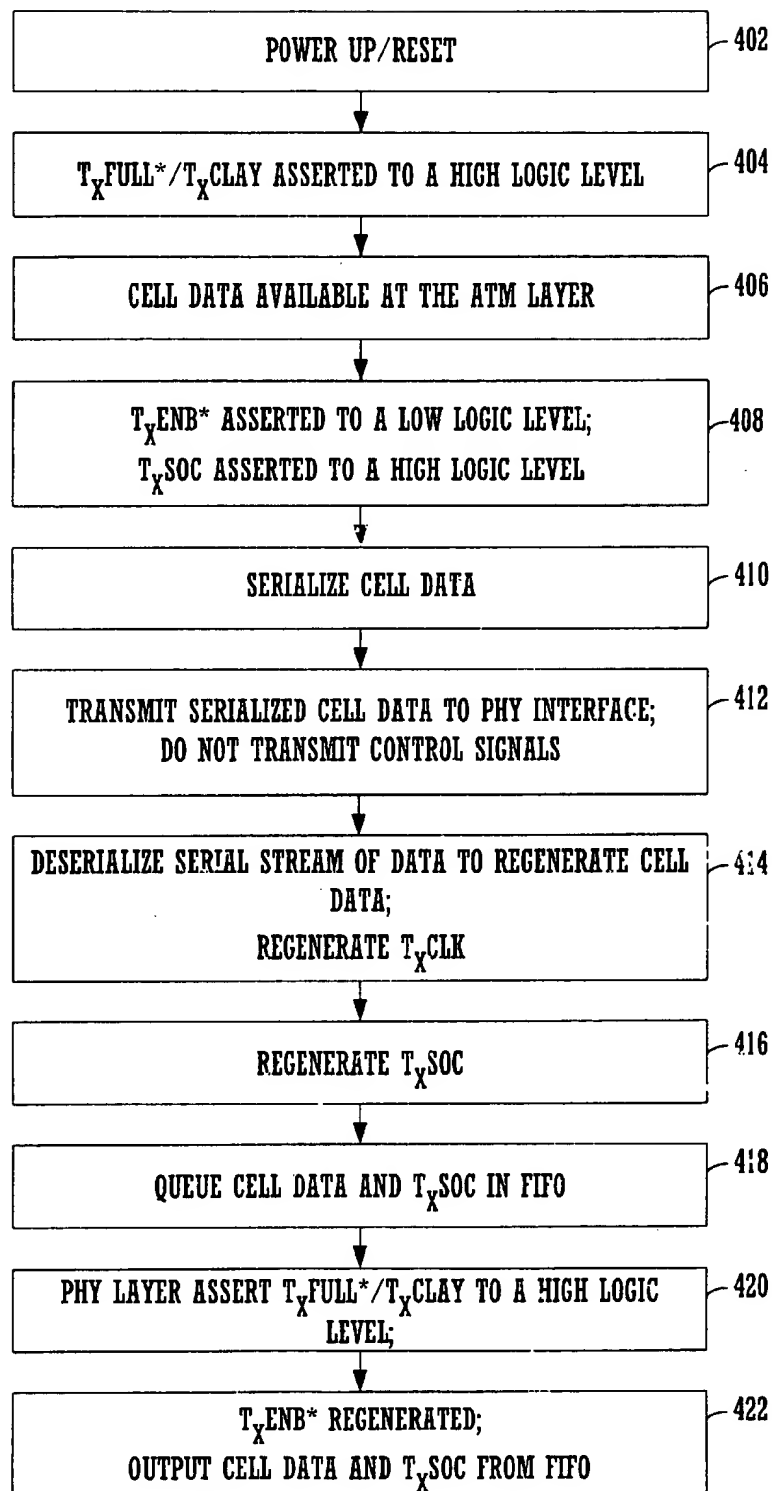 POWER UP/RESET
402
TXFULL*/TXCLAY ASSERTED TO A HIGH LOGIC LEVEL
404
CELL DATA AVAILABLE AT THE ATM LAYER
406
TXENB* ASSERTED TO A LOW LOGIC LEVEL;
TXSOC ASSERTED TO A HIGH LOGIC LEVEL
408
SERIALIZE CELL DATA
410
TRANSMIT SERIALIZED CELL DATA TO PHY INTERFACE;
DO NOT TRANSMIT CONTROL SIGNALS
412
DESERIALIZE SERIAL STREAM OF DATA TO REGENERATE CELL
DATA;
REGENERATE TXCLK
414
REGENERATE TXSOC
416
QUEUE CELL DATA AND TXSOC IN FIFO
418
PHY LAYER ASSERT TXFULL*/TXCLAY TO A HIGH LOGIC
LEVEL;
420
TXENB* REGENERATED;
OUTPUT CELL DATA AND TXSOC FROM FIFO
422